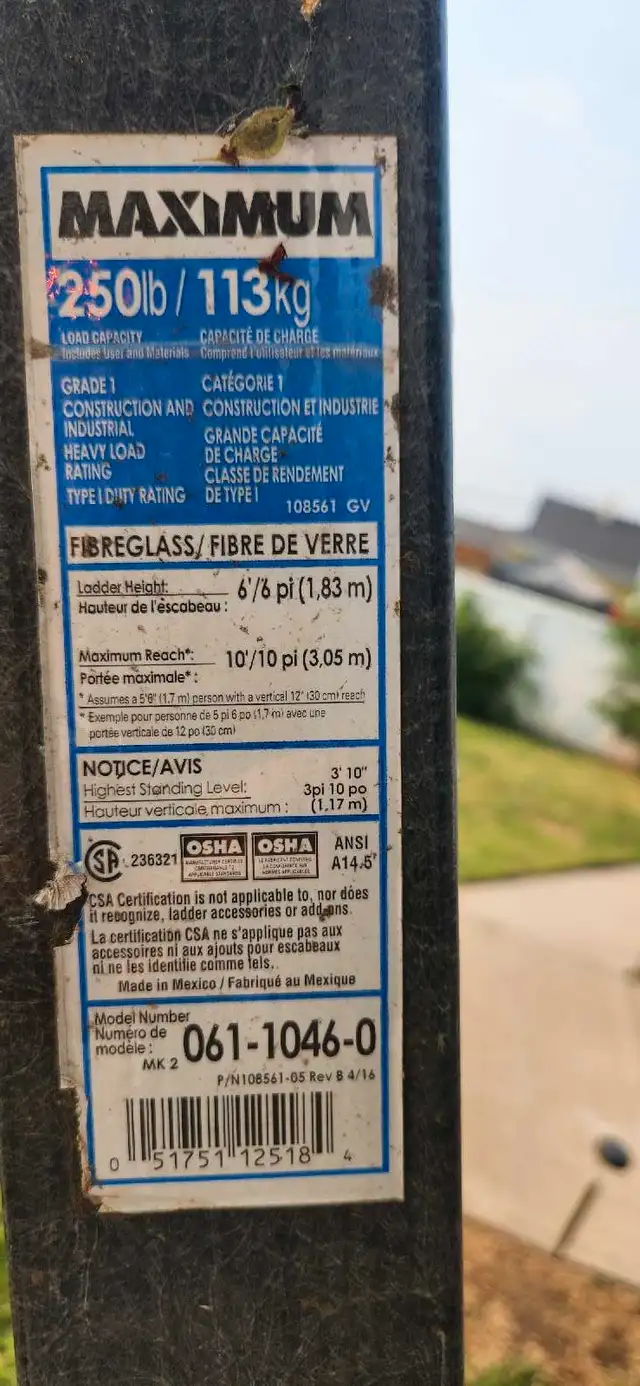 MAXIMUM
250lb / 113kg
LOAD CAPACITY CAPACITÉ DE CHARGE
Includes User and Materials Comprend l'utilisateur et les matériaux
GRADE 1 CATÉGORIE 1
CONSTRUCTION AND CONSTRUCTION ET INDUSTRIE
INDUSTRIAL GRANDE CAPACITÉ
HEAVY LOAD DE CHARGE
RATING CLASSE DE RENDEMENT
TYPE I DUTY RATING DE TYPE I
108561 GV
FIBREGLASS/ FIBRE DE VERRE
Ladder Height: 6'/6 pi (1,83 m)
Hauteur de l'èscabeau :
Maximum Reach*: 10'/10 pi (3,05 m)
Portée maximale* :
* Assumes a 5'6" (1.7 m) person with a vertical 12" (30 cm) reach
* Exemple pour personne de 5 pi 6 po (1,7 m) avec une
portée verticale de 12 po (30 cm)
NOTICE/AVIS 3' 10"
Highest Standing Level: 3pi 10 po
Hauteur verticale maximum : (1,17 m)
CSA 236321 OSHA OSHA ANSI
A14.5
CSA Certification is not applicable to, nor does
it recognize, ladder accessories or add-ons.
La certification CSA ne s'applique pas aux
accessoires ni aux ajouts pour escabeaux
ni ne les identifie comme tels.
Made in Mexico / Fabriqué au Mexique
Model Number
Numéro de
modèle : 061-1046-0
MK 2
P/N108561-05 Rev B 4/16
0 51751 12518 4